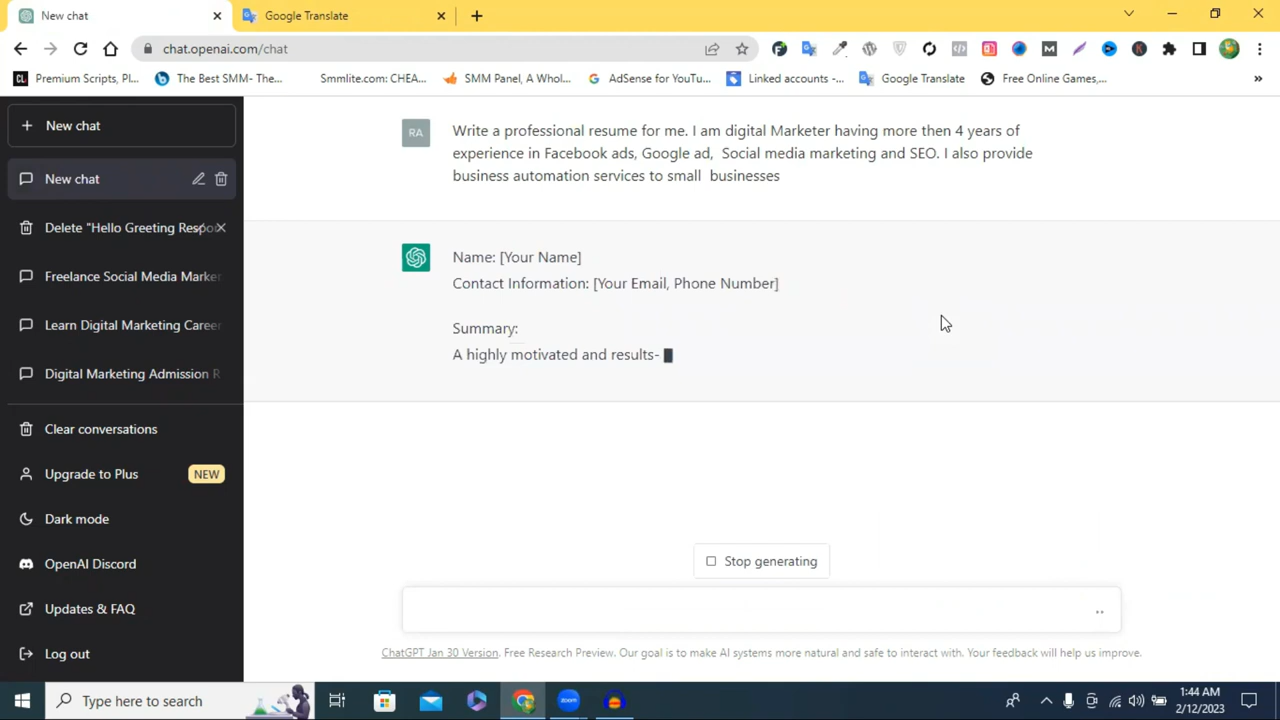 New chat
Google Translate
chat.openai.com/chat
Premium Scripts, Pl...
The Best SMM- The...
Smmlite.com: CHEA...
SMM Panel, A Whol...
AdSense for YouTu...
Linked accounts -...
Google Translate
Free Online Games,...
»
+ New chat
New chat
Delete "Hello Greeting Respo
Freelance Social Media Marke
Learn Digital Marketing Caree
Digital Marketing Admission R
Clear conversations
Upgrade to Plus NEW
Dark mode
OpenAI Discord
Updates & FAQ
Log out
RA
Write a professional resume for me. I am digital Marketer having more then 4 years of
experience in Facebook ads, Google ad,  Social media marketing and SEO. I also provide
business automation services to small  businesses
Name: [Your Name]
Contact Information: [Your Email, Phone Number]
Summary:
A highly motivated and results-
Stop generating
ChatGPT Jan 30 Version. Free Research Preview. Our goal is to make AI systems more natural and safe to interact with. Your feedback will help us improve.
Type here to search
zoom
1:44 AM
2/12/2023